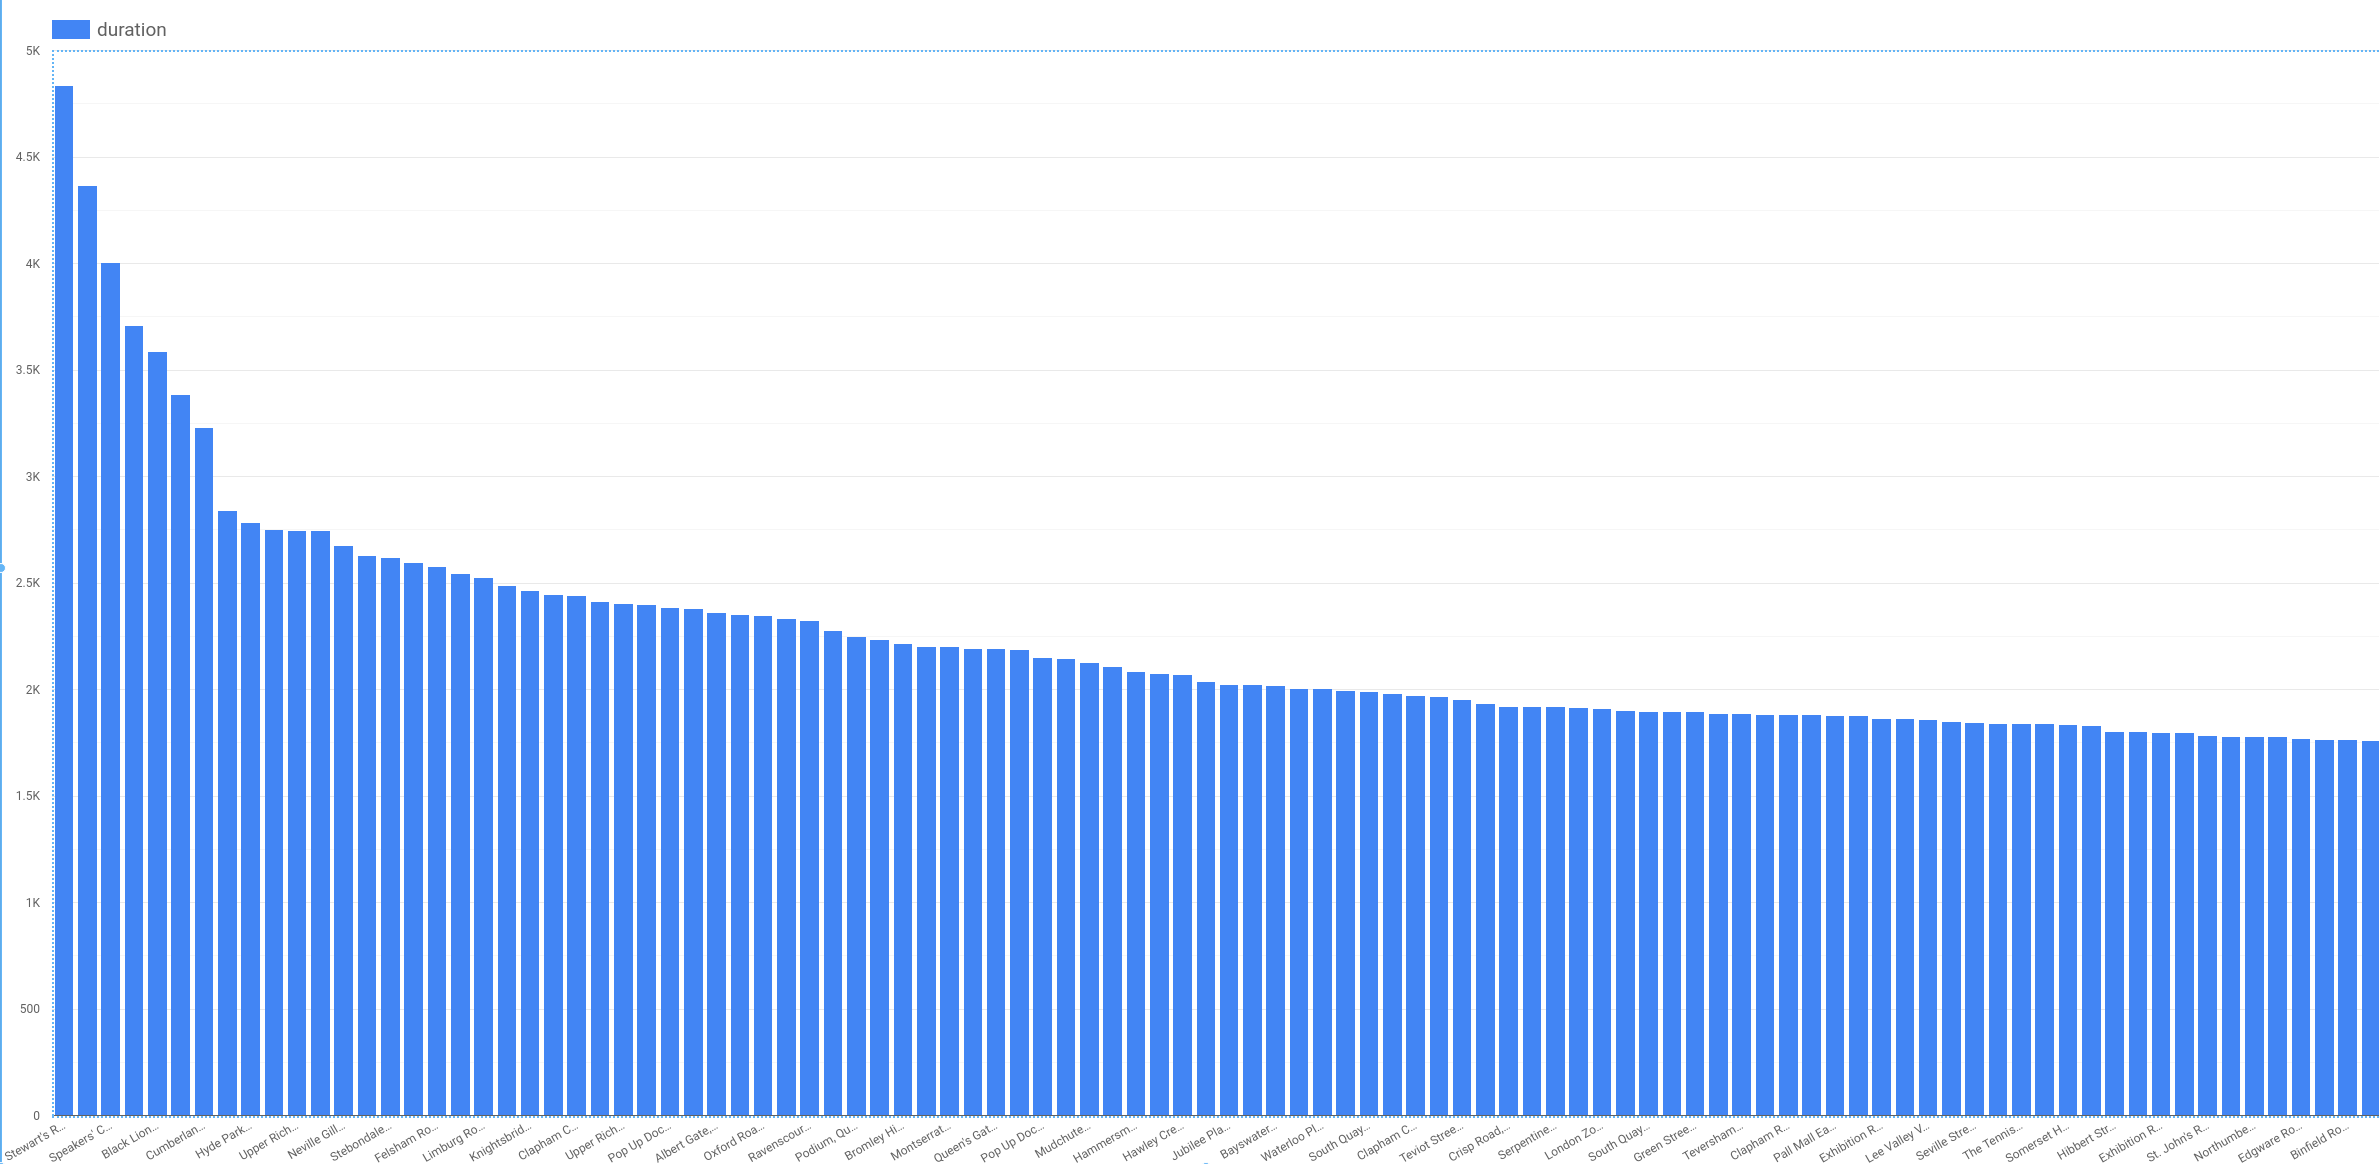 duration
5K
4.5K
4K
3.5K
3K
2.5K
2K
1.5K
1K
500
0
Stewart's R...
Speakers' C...
Black Lion...
Cumberlan...
Hyde Park...
Upper Rich...
Neville Gill...
Stebondale...
Felsham Ro...
Limburg Ro...
Knightsbrid...
Clapham C...
Upper Rich...
Pop Up Doc...
Albert Gate,...
Oxford Roa...
Ravenscour...
Podium, Qu...
Bromley Hi...
Montserrat...
Queen's Gat...
Pop Up Doc...
Mudchute...
Hammersm...
Hawley Cre...
Jubilee Pla...
Bayswater...
Waterloo Pl...
South Quay...
Clapham C...
Teviot Stree...
Crisp Road,...
Serpentine...
London Zo...
South Quay...
Green Stree...
Teversham...
Clapham R...
Pall Mall Ea...
Exhibition R...
Lee Valley V...
Seville Stre...
The Tennis...
Somerset H...
Hibbert Str...
Exhibition R...
St. John's R...
Northumbe...
Edgware Ro...
Binfield Ro...